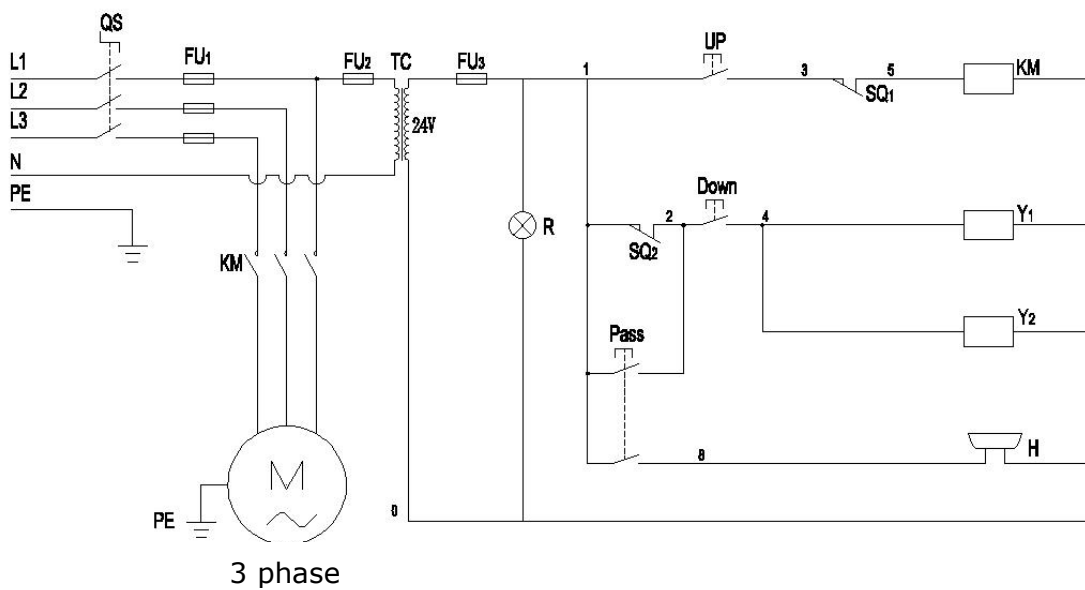 QS
L1
FU1
FU2
TC
FU3
1
UP
3
5
KM
SQ1
L2
L3
24V
N
PE
Down
R
2
4
Y1
SQ2
KM
Y2
Pass
8
H
M
PE
0
3 phase